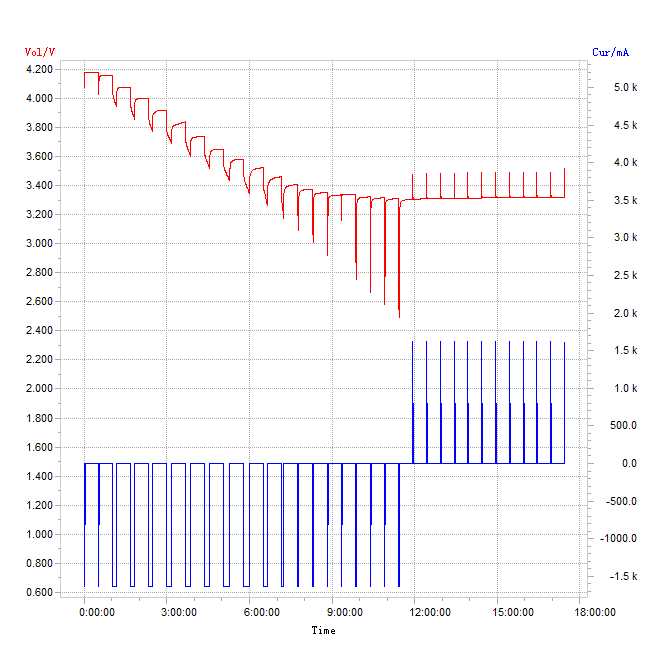 Vol/V Cur/mA
4.200
5.0 k
4.000
4.5 k
3.800
4.0 k
3.600
3.400
3.5 k
3.200
3.0 k
3.000
2.800
2.5 k
2.600
2.0 k
2.400
1.5 k
2.200
2.000
1.0 k
1.800
500.0
1.600
0.0
1.400
-500.0
1.200
1.000
-1000.0
0.800
-1.5 k
0.600
0:00:00 3:00:00 6:00:00 9:00:00 12:00:00 15:00:00 18:00:00
Time